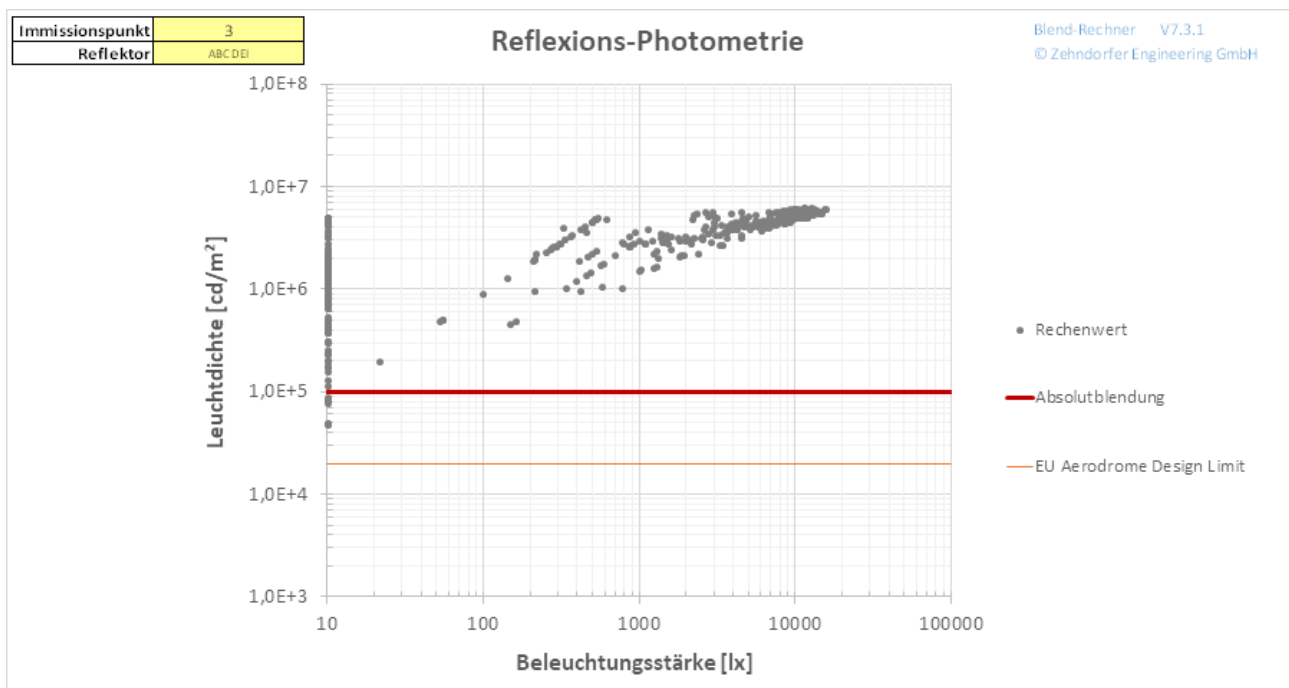 Immissionspunkt 3
Reflektor ABCDEI
Reflexions-Photometrie
Blend-Rechner V7.3.1
© Zehndorfer Engineering GmbH
1,0E+8
1,0E+7
1,0E+6
1,0E+5
1,0E+4
1,0E+3
Leuchtdichte [cd/m²]
10 100 1000 10000 100000
Beleuchtungsstärke [lx]
Rechenwert
Absolutblendung
EU Aerodrome Design Limit